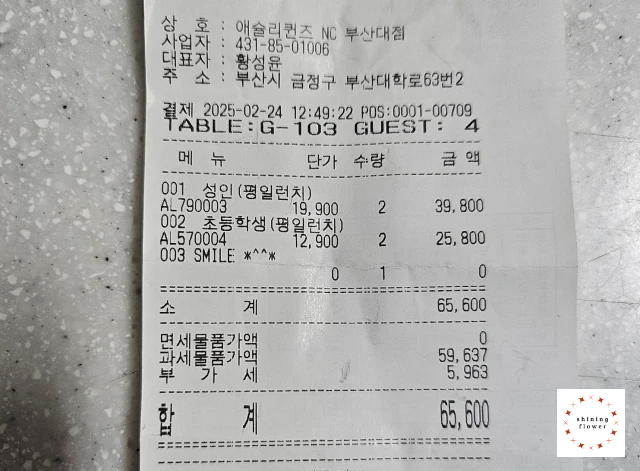 상 호 : 애슐리퀸즈 NC 부산대점
사업자 : 431-85-01006
대표자 : 황성윤
주 소 : 부산시 금정구 부산대학로63번2
결제 2025-02-24 12:49:22 POS:0001-00709
TABLE:G-103 GUEST: 4
메 뉴 단가 수량 금 액
001 성인(평일런치)
AL790003 19,900 2 39,800
002 초등학생(평일런치)
AL570004 12,900 2 25,800
003 SMILE *^^*
0 1 0
소 계 65,600
면세물품가액 0
과세물품가액 59,637
부 가 세 5,963
합 계 65,600
shining
flower